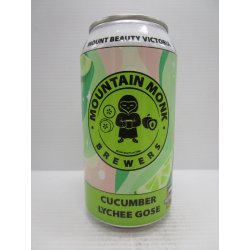 MOUNT BEAUTY VICTORIA
MOUNTAIN MONK
BREWERS
CUCUMBER
LYCHEE GOSE